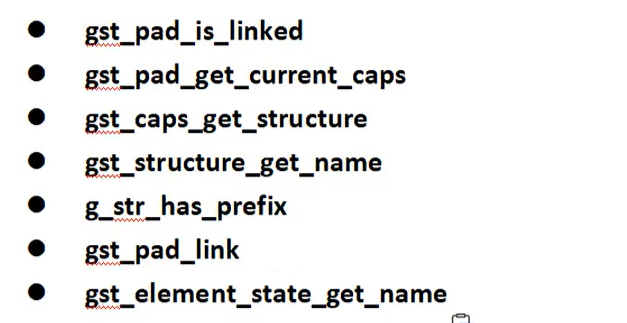 ● gst_pad_is_linked
● gst_pad_get_current_caps
● gst_caps_get_structure
● gst_structure_get_name
● g_str_has_prefix
● gst_pad_link
● gst_element_state_get_name